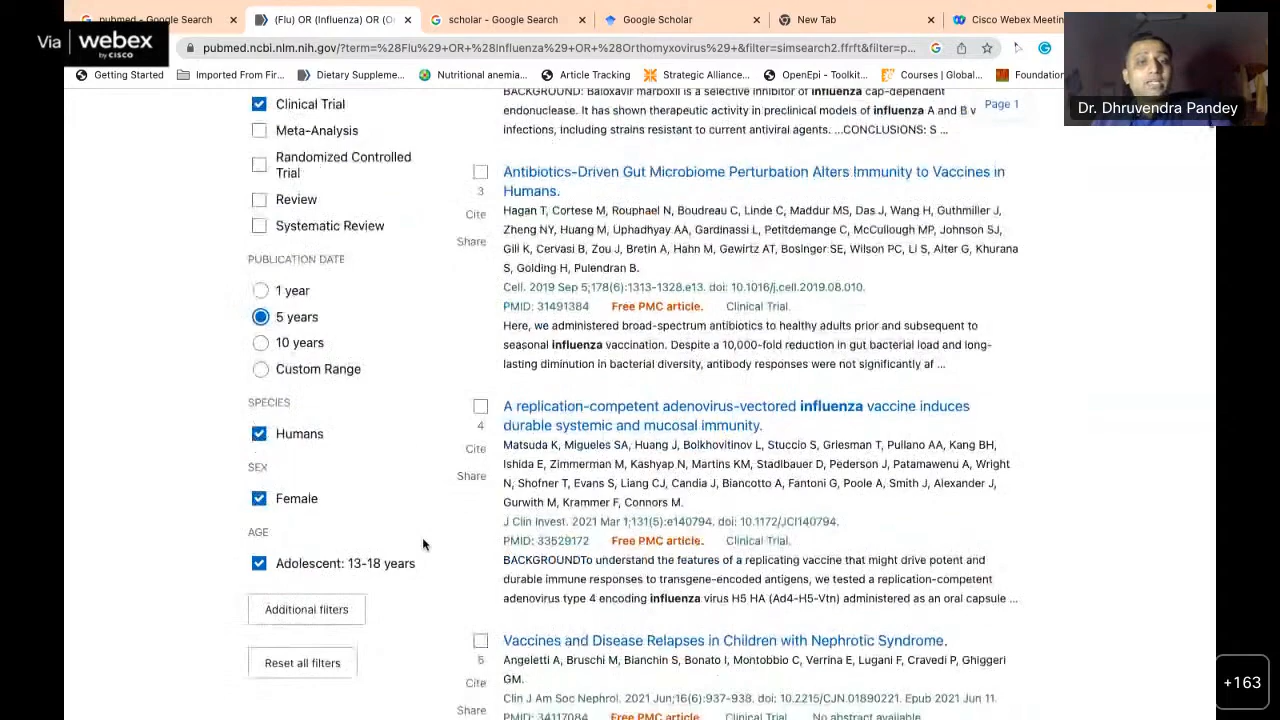 pubmed - Google Search
(Flu) OR (Influenza) OR (O
scholar - Google Search
Google Scholar
New Tab
Cisco Webex Meetin
Via webex
by CISCO
pubmed.ncbi.nlm.nih.gov/?term=%28Flu%29+OR+%28Influenza%29+OR+%28Orthomyxovirus%29+&filter=simsearch2.ffrft&filter=p...
Getting Started
Imported From Fir...
Dietary Suppleme...
Nutritional anemia...
Article Tracking
Strategic Alliance...
OpenEpi - Toolkit...
Courses | Global...
Foundation
Dr. Dhruvendra Pandey
Clinical Trial
Meta-Analysis
Randomized Controlled
Trial
Review
Systematic Review
PUBLICATION DATE
1 year
5 years
10 years
Custom Range
SPECIES
Humans
SEX
Female
AGE
Adolescent: 13-18 years
Additional filters
Reset all filters
BACKGROUND: Baloxavir marboxil is a selective inhibitor of influenza cap-dependent
endonuclease. It has shown therapeutic activity in preclinical models of influenza A and B v
infections, including strains resistant to current antiviral agents. ...CONCLUSIONS: S ...
Page 1
3
Cite
Share
Antibiotics-Driven Gut Microbiome Perturbation Alters Immunity to Vaccines in
Humans.
Hagan T, Cortese M, Rouphael N, Boudreau C, Linde C, Maddur MS, Das J, Wang H, Guthmiller J,
Zheng NY, Huang M, Uphadhyay AA, Gardinassi L, Petitdemange C, McCullough MP, Johnson SJ,
Gill K, Cervasi B, Zou J, Bretin A, Hahn M, Gewirtz AT, Bosinger SE, Wilson PC, Li S, Alter G, Khurana
S, Golding H, Pulendran B.
Cell. 2019 Sep 5;178(6):1313-1328.e13. doi: 10.1016/j.cell.2019.08.010.
PMID: 31491384 Free PMC article. Clinical Trial.
Here, we administered broad-spectrum antibiotics to healthy adults prior and subsequent to
seasonal influenza vaccination. Despite a 10,000-fold reduction in gut bacterial load and long-
lasting diminution in bacterial diversity, antibody responses were not significantly af ...
4
Cite
Share
A replication-competent adenovirus-vectored influenza vaccine induces
durable systemic and mucosal immunity.
Matsuda K, Migueles SA, Huang J, Bolkhovitinov L, Stuccio S, Griesman T, Pullano AA, Kang BH,
Ishida E, Zimmerman M, Kashyap N, Martins KM, Stadlbauer D, Pederson J, Patamawenu A, Wright
N, Shofner T, Evans S, Liang CJ, Candia J, Biancotto A, Fantoni G, Poole A, Smith J, Alexander J,
Gurwith M, Krammer F, Connors M.
J Clin Invest. 2021 Mar 1;131(5):e140794. doi: 10.1172/JCI140794.
PMID: 33529172 Free PMC article. Clinical Trial.
BACKGROUNDTo understand the features of a replicating vaccine that might drive potent and
durable immune responses to transgene-encoded antigens, we tested a replication-competent
adenovirus type 4 encoding influenza virus H5 HA (Ad4-H5-Vtn) administered as an oral capsule ...
5
Cite
Share
Vaccines and Disease Relapses in Children with Nephrotic Syndrome.
Angeletti A, Bruschi M, Bianchin S, Bonato I, Montobbio C, Verrina E, Lugani F, Cravedi P, Ghiggeri
GM.
Clin J Am Soc Nephrol. 2021 Jun;16(6):937-938. doi: 10.2215/CJN.01890221. Epub 2021 Jun 11.
PMID: 34117084 Free PMC article. Clinical Trial. No abstract available.
+163